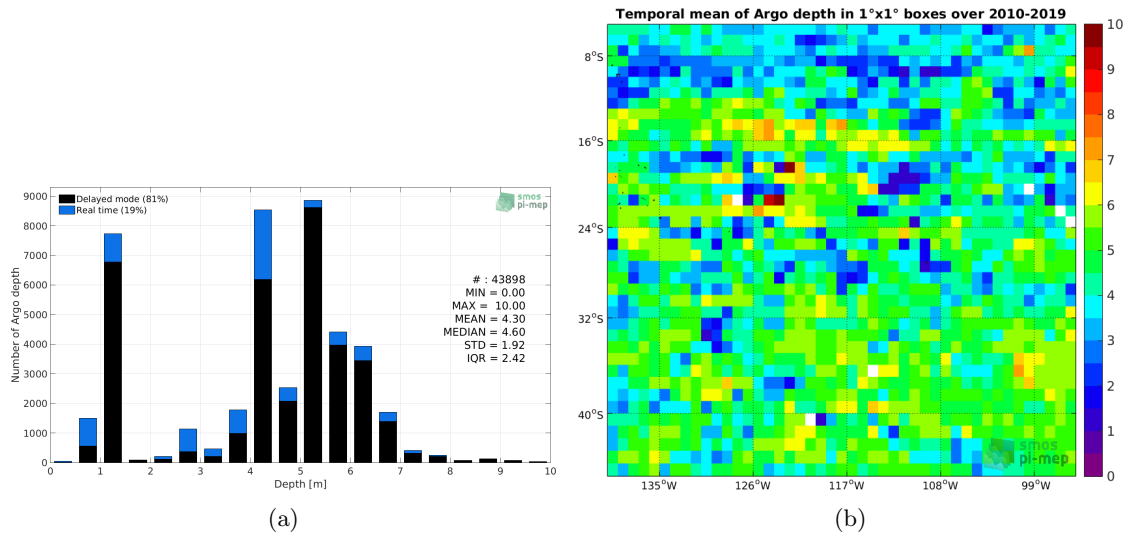 Delayed mode (81%)
Real time (19%)
smos
pi-mep
9000
8000
7000
6000
5000
4000
3000
2000
1000
0
Number of Argo depth
# : 43898
MIN = 0.00
MAX = 10.00
MEAN = 4.30
MEDIAN = 4.60
STD = 1.92
IQR = 2.42
0 1 2 3 4 5 6 7 8 9 10
Depth [m]
(a)
Temporal mean of Argo depth in 1°x1° boxes over 2010-2019
8°S
16°S
24°S
32°S
40°S
135°W 126°W 117°W 108°W 99°W
smos
pi-mep
10
9
8
7
6
5
4
3
2
1
0
(b)